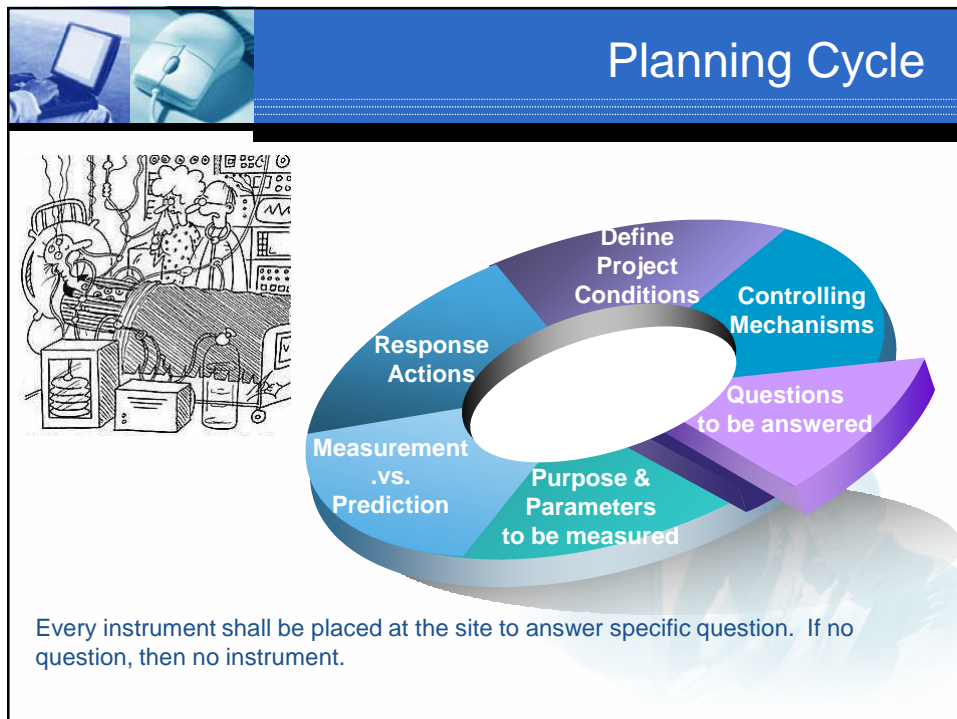 Planning Cycle
Define
Project
Conditions
Controlling
Mechanisms
Questions
to be answered
Purpose &
Parameters
to be measured
Measurement
.vs.
Prediction
Response
Actions
Every instrument shall be placed at the site to answer specific question. If no
question, then no instrument.